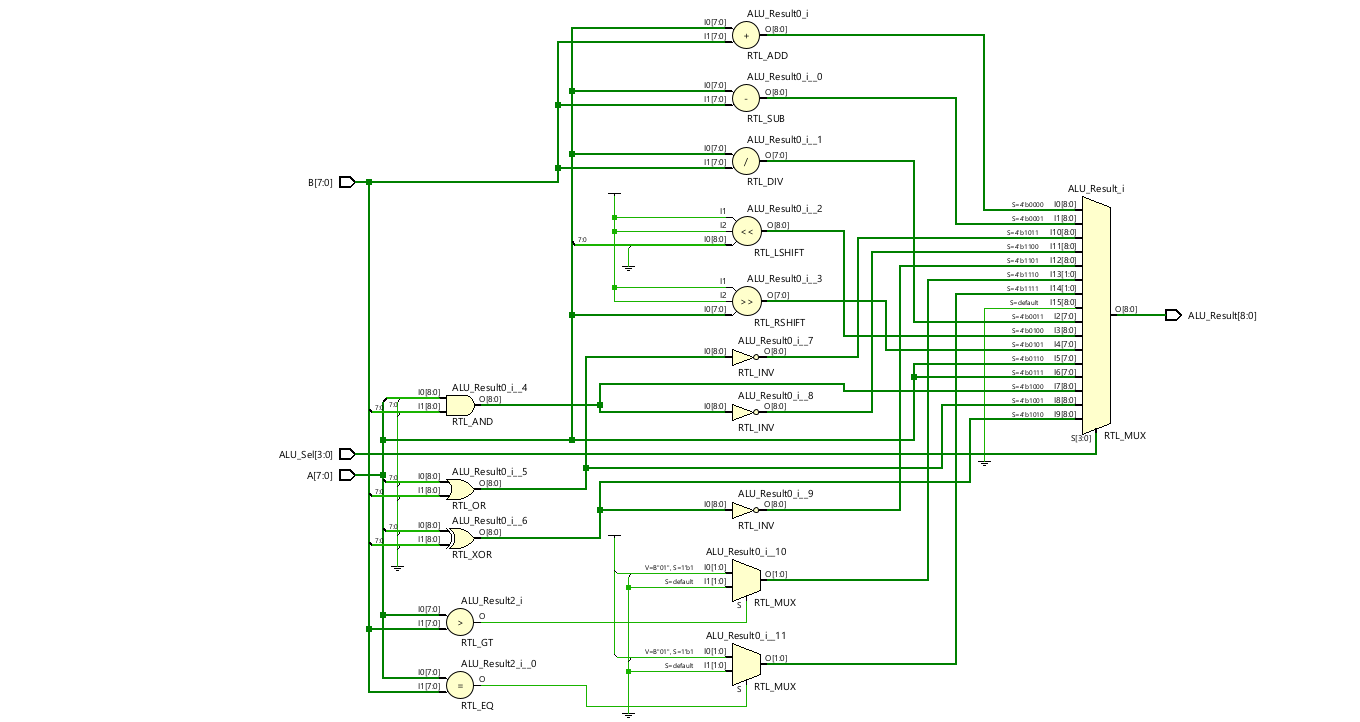 ALU_Result0_i
I0[7:0]
I1[7:0]
+
O[8:0]
RTL_ADD
ALU_Result0_i__0
I0[7:0]
I1[7:0]
-
O[8:0]
RTL_SUB
ALU_Result0_i__1
I0[7:0]
I1[7:0]
/
O[7:0]
RTL_DIV
B[7:0]
ALU_Result0_i__2
I1
I2
7:0
I0[8:0]
<<
O[8:0]
RTL_LSHIFT
ALU_Result0_i__3
I1
I2
I0[7:0]
>>
O[7:0]
RTL_RSHIFT
ALU_Result0_i__7
I0[8:0]
O[8:0]
RTL_INV
ALU_Result0_i__4
7:0
7:0
I0[8:0]
I1[8:0]
O[8:0]
RTL_AND
ALU_Result0_i__8
I0[8:0]
O[8:0]
RTL_INV
ALU_Sel[3:0]
A[7:0]
ALU_Result0_i__5
7:0
7:0
I0[8:0]
I1[8:0]
O[8:0]
RTL_OR
ALU_Result0_i__6
7:0
7:0
I0[8:0]
I1[8:0]
O[8:0]
RTL_XOR
ALU_Result0_i__9
I0[8:0]
O[8:0]
RTL_INV
ALU_Result0_i__10
V=B"01", S=1'b1 I0[1:0]
S=default I1[1:0]
O[1:0]
S
RTL_MUX
ALU_Result2_i
I0[7:0]
I1[7:0]
>
O
RTL_GT
ALU_Result0_i__11
V=B"01", S=1'b1 I0[1:0]
S=default I1[1:0]
O[1:0]
S
RTL_MUX
ALU_Result2_i__0
I0[7:0]
I1[7:0]
=
O
RTL_EQ
ALU_Result_i
S=4'b0000 I0[8:0]
S=4'b0001 I1[8:0]
S=4'b1011 I10[8:0]
S=4'b1100 I11[8:0]
S=4'b1101 I12[8:0]
S=4'b1110 I13[1:0]
S=4'b1111 I14[1:0]
S=default I15[8:0]
S=4'b0011 I2[7:0]
S=4'b0100 I3[8:0]
S=4'b0101 I4[7:0]
S=4'b0110 I5[7:0]
S=4'b0111 I6[7:0]
S=4'b1000 I7[8:0]
S=4'b1001 I8[8:0]
S=4'b1010 I9[8:0]
O[8:0]
S[3:0]
RTL_MUX
ALU_Result[8:0]